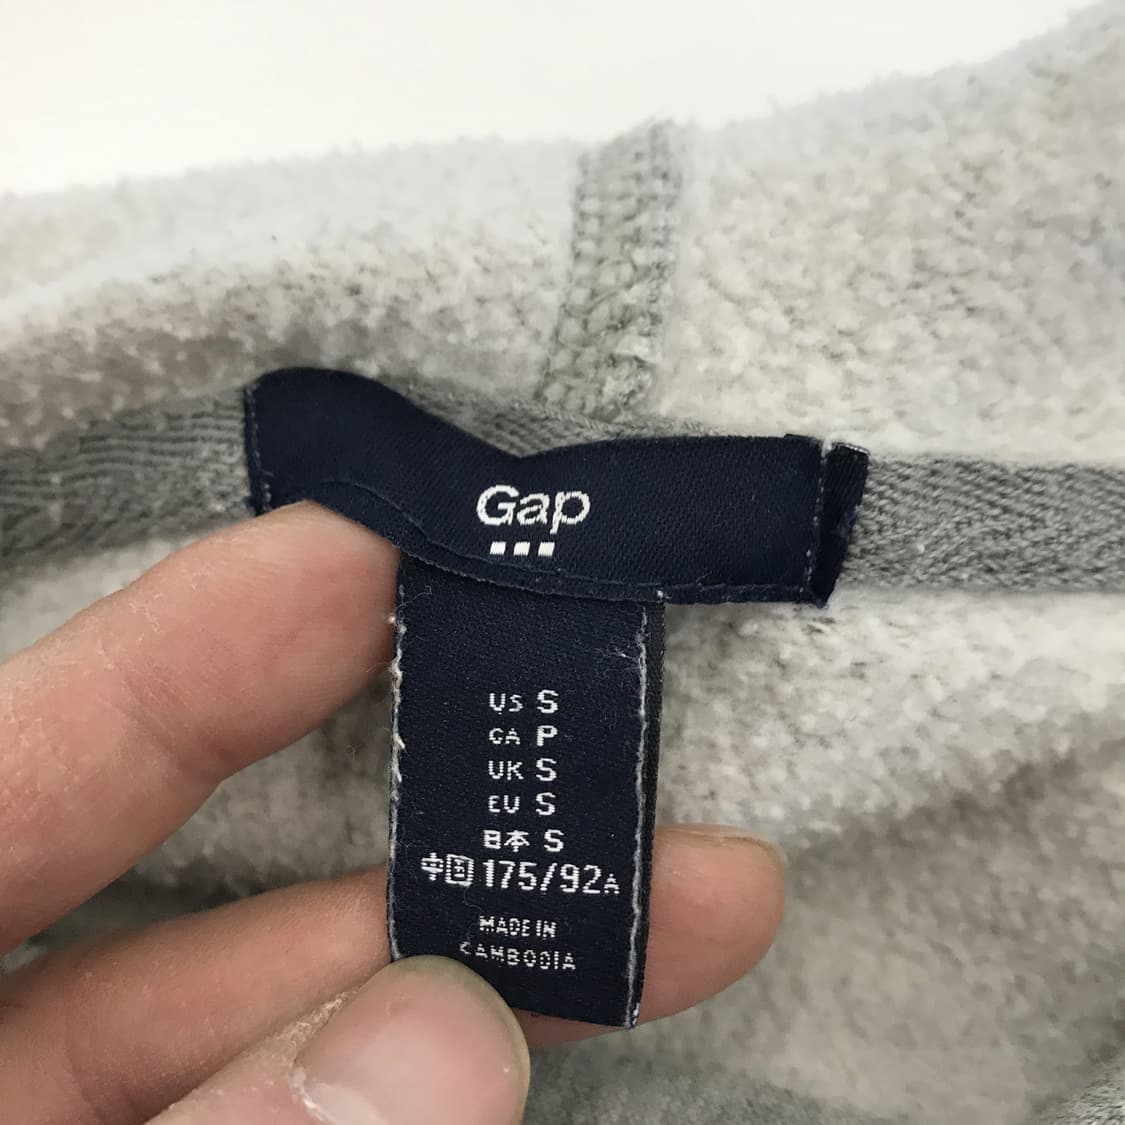 Gap
US S
CA P
UK S
EU S
日本 S
中国 175/92A
MADE IN
CAMBODIA